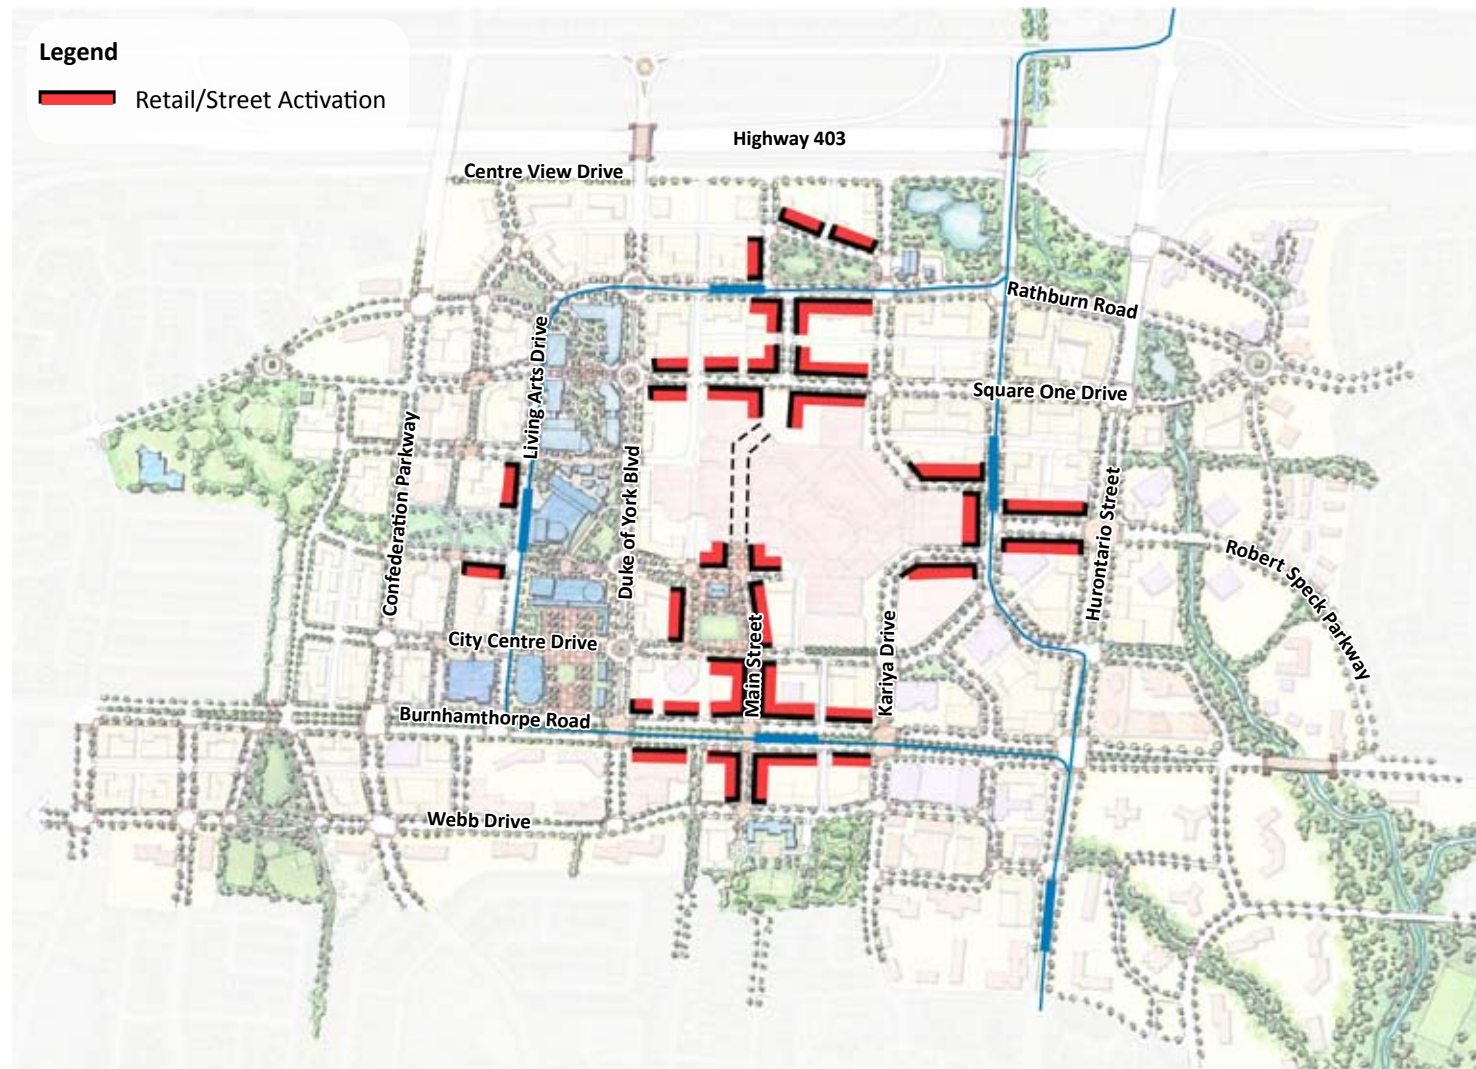 Legend
Retail/Street Activation
Highway 403
Centre View Drive
Rathburn Road
Living Arts Drive
Square One Drive
Confederation Parkway
Duke of York Blvd
Hurontario Street
Robert Speck Parkway
City Centre Drive
Main Street
Kariya Drive
Burnhamthorpe Road
Webb Drive